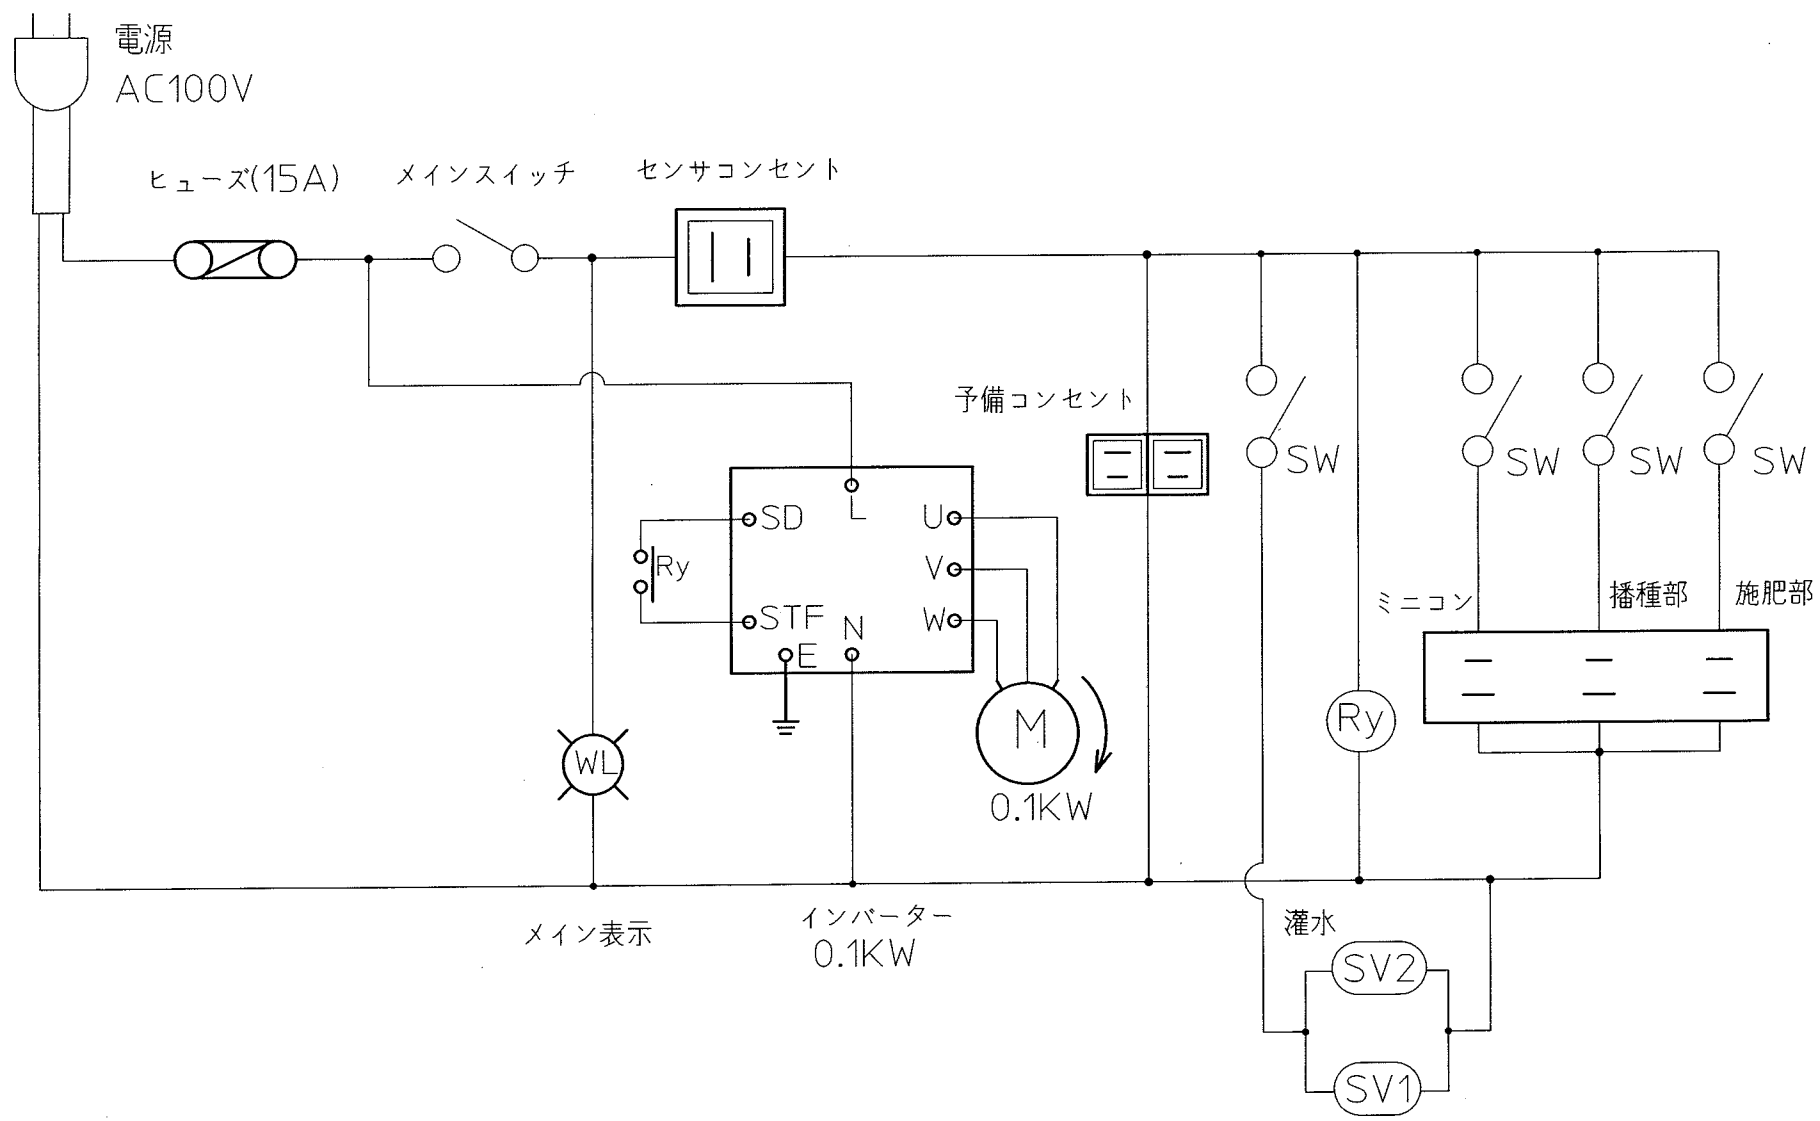 電源
AC100V
ヒューズ(15A)
メインスイッチ
センサコンセント
予備コンセント
SW
SW
SW
SW
L
SD
U
Ry
V
STF
N
W
E
ミニコン
播種部
施肥部
M
Ry
WL
0.1KW
メイン表示
インバーター
0.1KW
灌水
SV2
SV1